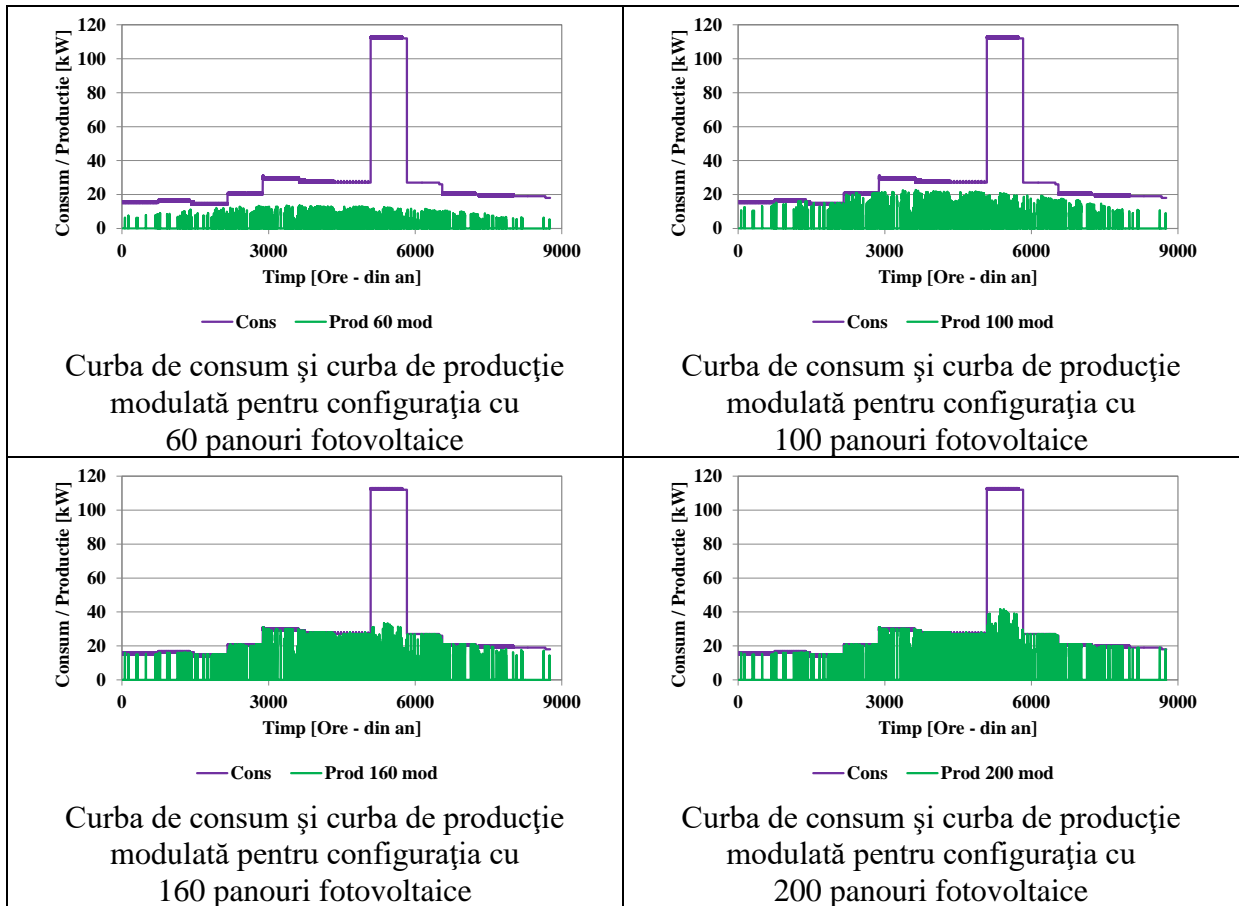 Consum / Productie [kW]
120
100
80
60
40
20
0
0
3000
6000
9000
Timp [Ore - din an]
Cons
Prod 60 mod
Curba de consum şi curba de producţie
modulată pentru configuraţia cu
60 panouri fotovoltaice
Consum / Productie [kW]
120
100
80
60
40
20
0
0
3000
6000
9000
Timp [Ore - din an]
Cons
Prod 100 mod
Curba de consum şi curba de producţie
modulată pentru configuraţia cu
100 panouri fotovoltaice
Consum / Productie [kW]
120
100
80
60
40
20
0
0
3000
6000
9000
Timp [Ore - din an]
Cons
Prod 160 mod
Curba de consum şi curba de producţie
modulată pentru configuraţia cu
160 panouri fotovoltaice
Consum / Productie [kW]
120
100
80
60
40
20
0
0
3000
6000
9000
Timp [Ore - din an]
Cons
Prod 200 mod
Curba de consum şi curba de producţie
modulată pentru configuraţia cu
200 panouri fotovoltaice